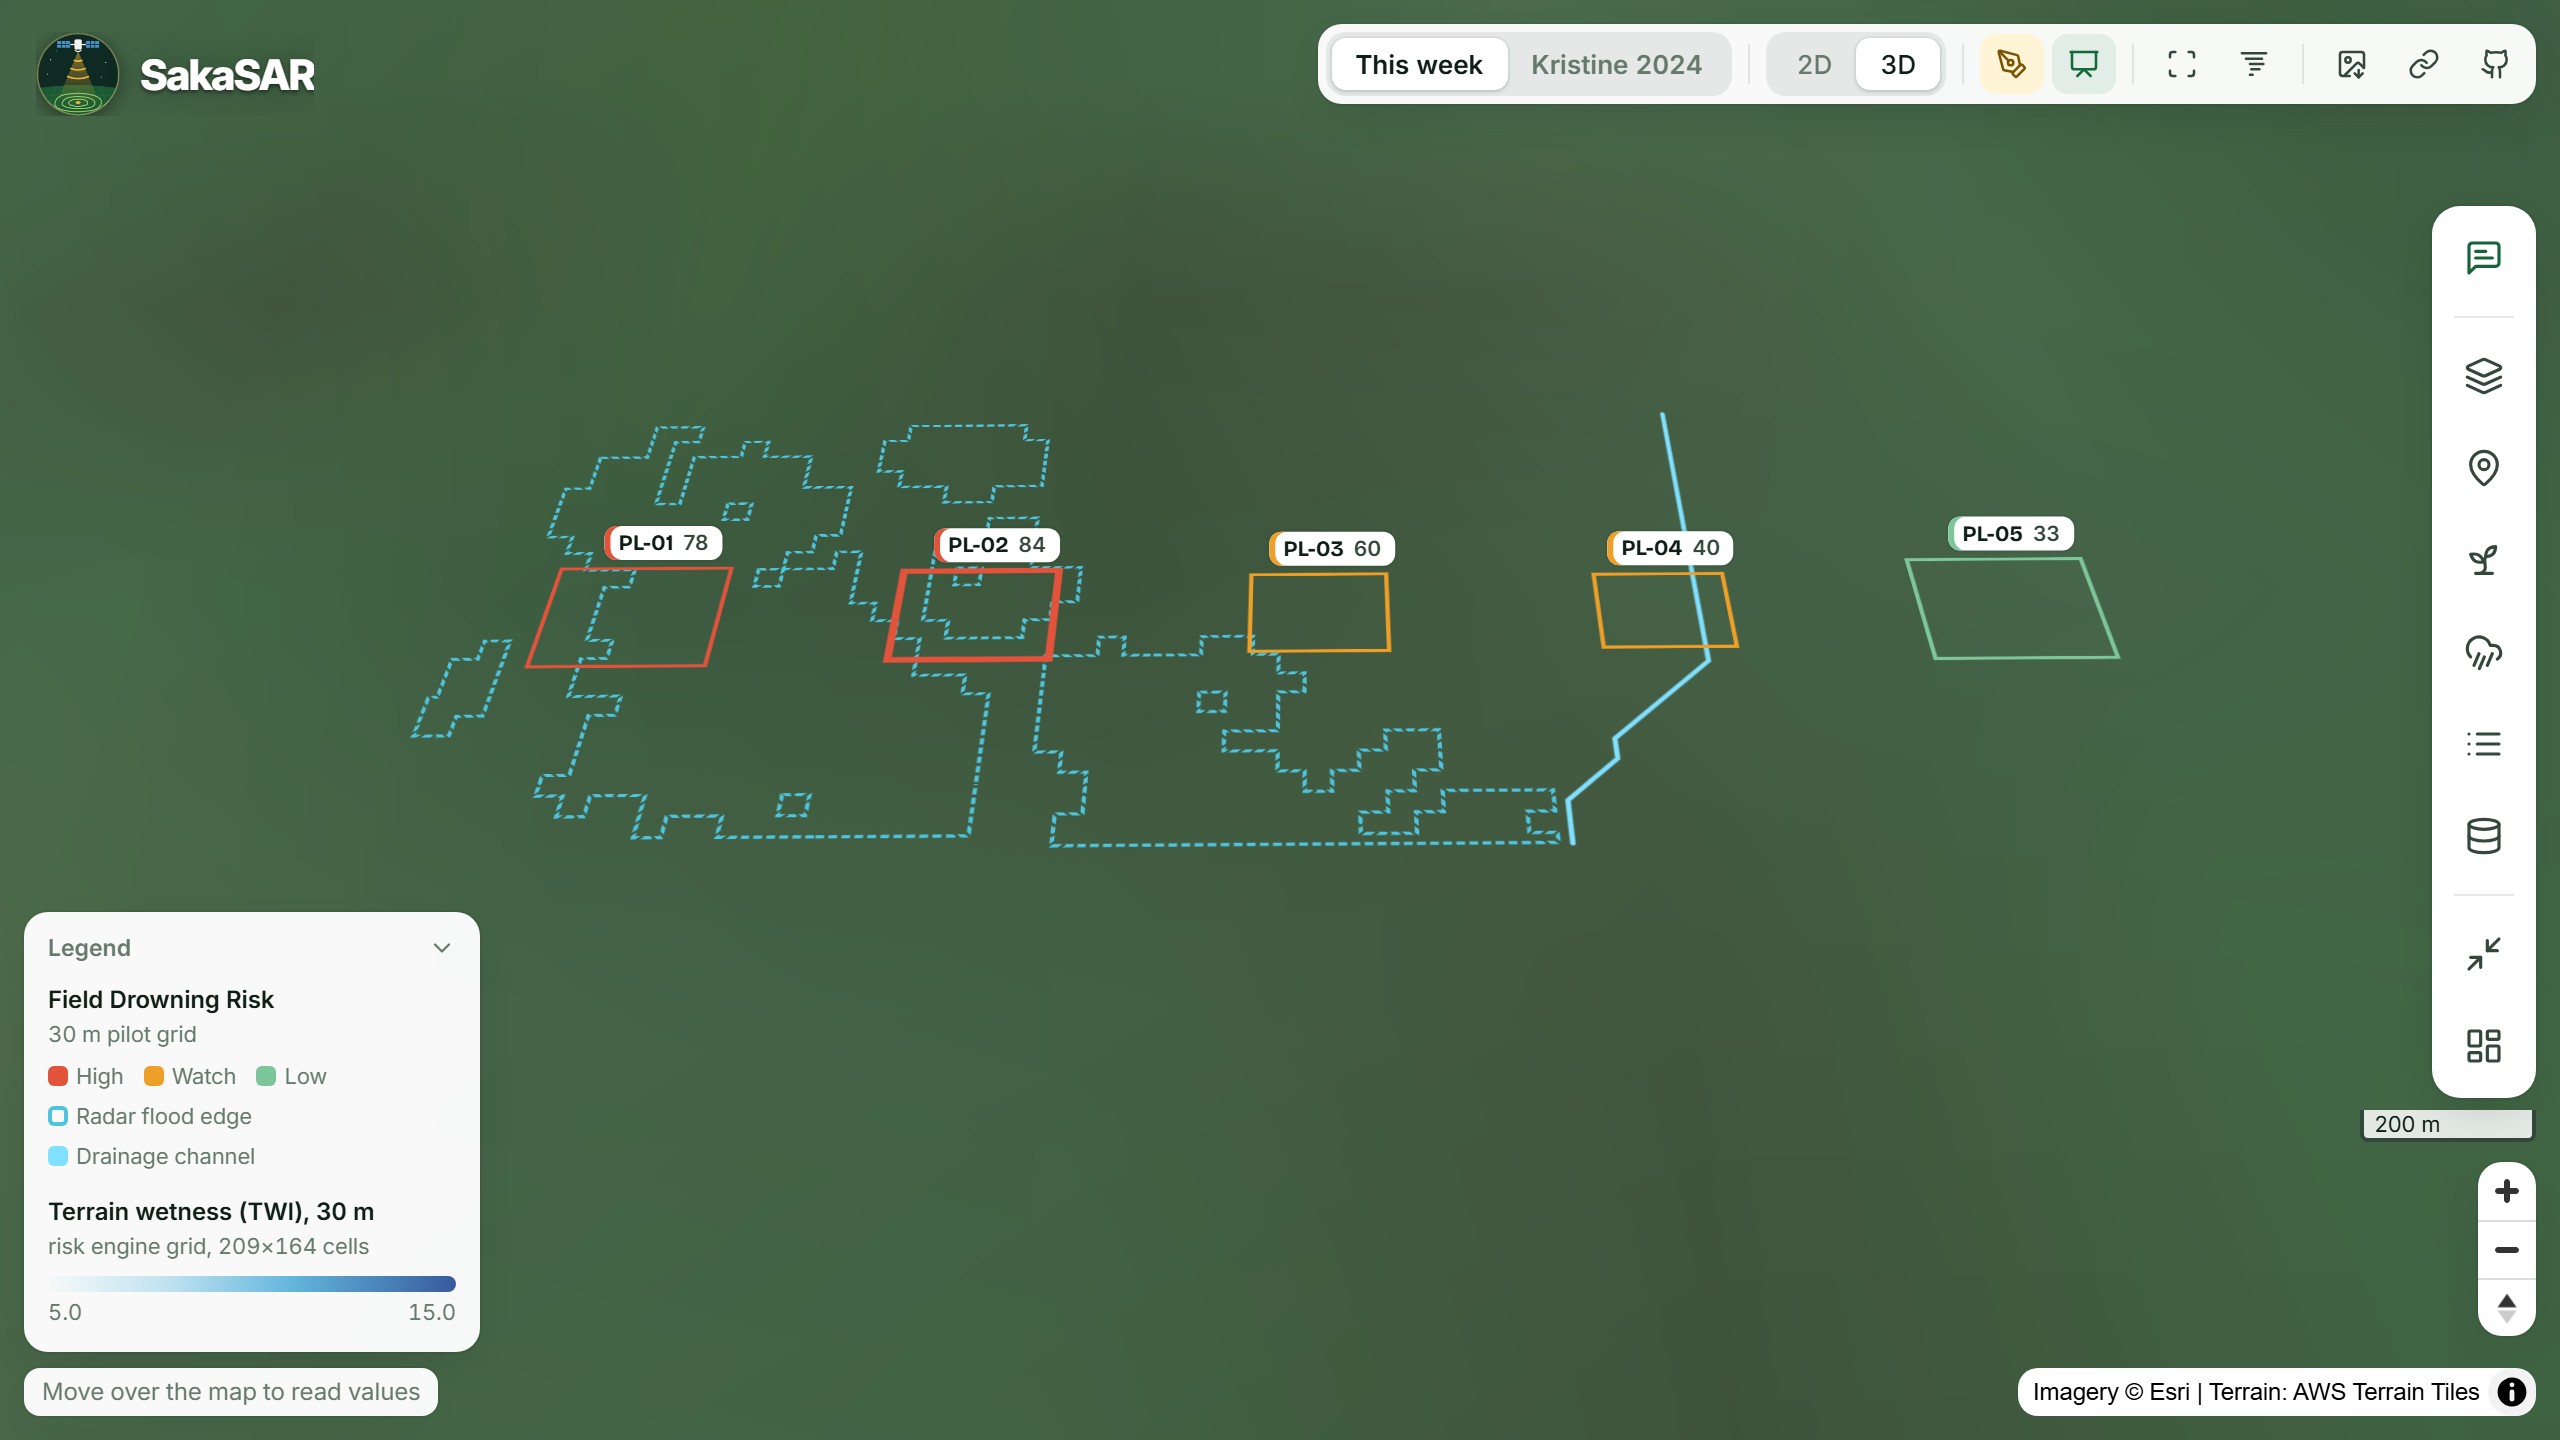 SakaSAR
This week Kristine 2024 2D 3D
PL-01 78
PL-02 84
PL-03 60
PL-04 40
PL-05 33
Legend
Field Drowning Risk
30 m pilot grid
High Watch Low
Radar flood edge
Drainage channel
Terrain wetness (TWI), 30 m
risk engine grid, 209×164 cells
5.0 15.0
200 m
Move over the map to read values
Imagery © Esri | Terrain: AWS Terrain Tiles